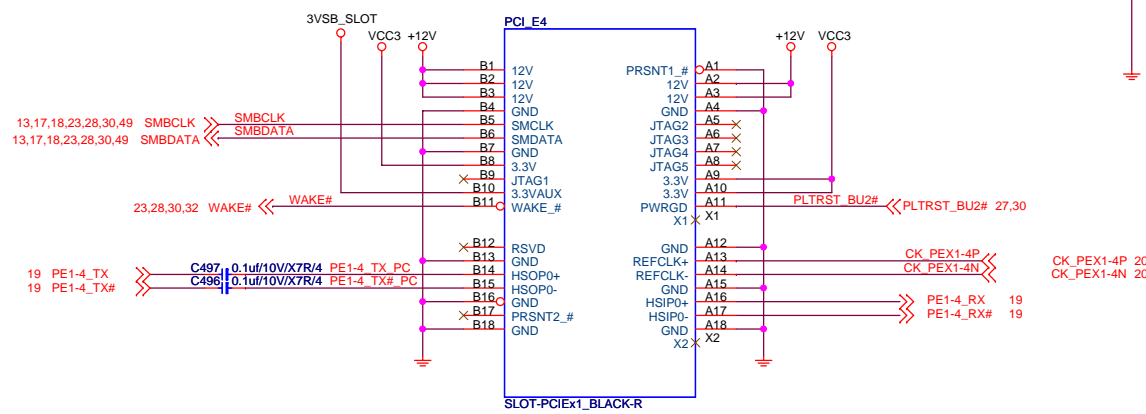 PCI_E4
3VSB_SLOT
VCC3 +12V
+12V VCC3
B1 12V PRSNT1_# A1
B2 12V 12V A2
B3 12V 12V A3
B4 GND GND A4
13,17,18,23,28,30,49 SMBCLK SMBCLK B5 SMCLK JTAG2 A5
13,17,18,23,28,30,49 SMBDATA SMBDATA B6 SMDATA JTAG3 A6
B7 GND JTAG4 A7
B8 3.3V JTAG5 A8
B9 JTAG1 3.3V A9
B10 3.3VAUX 3.3V A10
23,28,30,32 WAKE# WAKE# B11 WAKE_# PWRGD A11 PLTRST_BU2# PLTRST_BU2# 27,30
X1 X1
B12 RSVD GND A12
B13 GND REFCLK+ A13 CK_PEX1-4P CK_PEX1-4P 20
19 PE1-4_TX C497 0.1uf/10V/X7R/4 PE1-4_TX_PC B14 HSOP0+ REFCLK- A14 CK_PEX1-4N CK_PEX1-4N 20
19 PE1-4_TX# C496 0.1uf/10V/X7R/4 PE1-4_TX#_PC B15 HSOP0- GND A15
B16 GND HSIP0+ A16 PE1-4_RX 19
B17 PRSNT2_# HSIP0- A17 PE1-4_RX# 19
B18 GND GND A18
X2 X2
SLOT-PCIEx1_BLACK-R